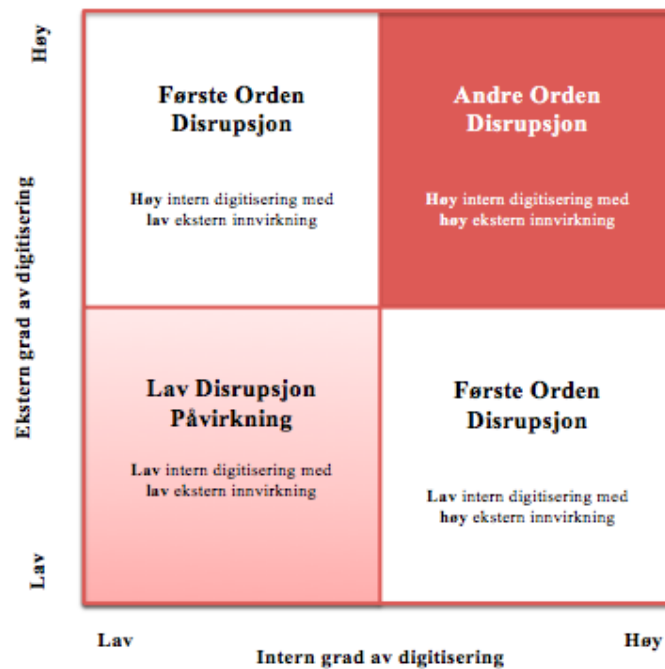 Høy
Første Orden
Disrupsjon
Høy intern digitisering med
lav ekstern innvirkning
Andre Orden
Disrupsjon
Høy intern digitisering med
høy ekstern innvirkning
Ekstern grad av digitisering
Lav Disrupsjon
Påvirkning
Lav intern digitisering med
lav ekstern innvirkning
Første Orden
Disrupsjon
Lav intern digitisering med
høy ekstern innvirkning
Lav
Lav
Høy
Intern grad av digitisering